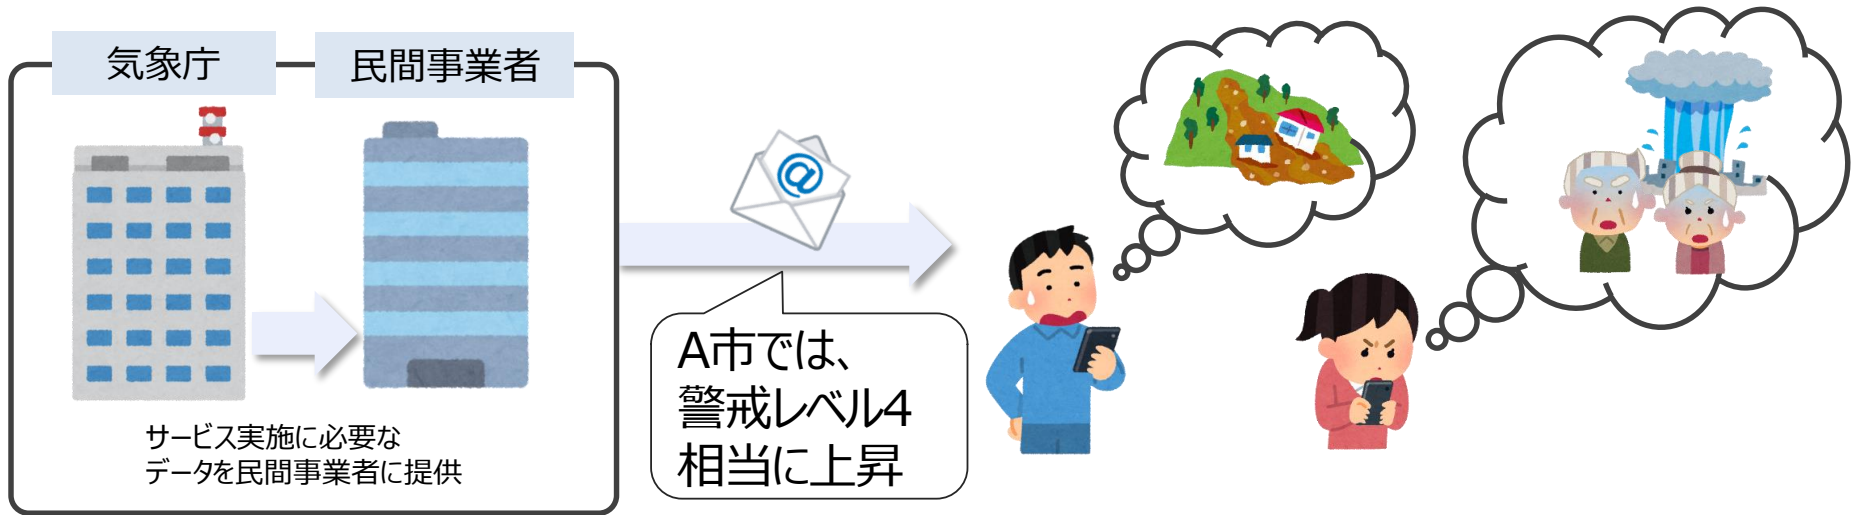 気象庁
民間事業者
サービス実施に必要な
データを民間事業者に提供
A市では、
警戒レベル4
相当に上昇